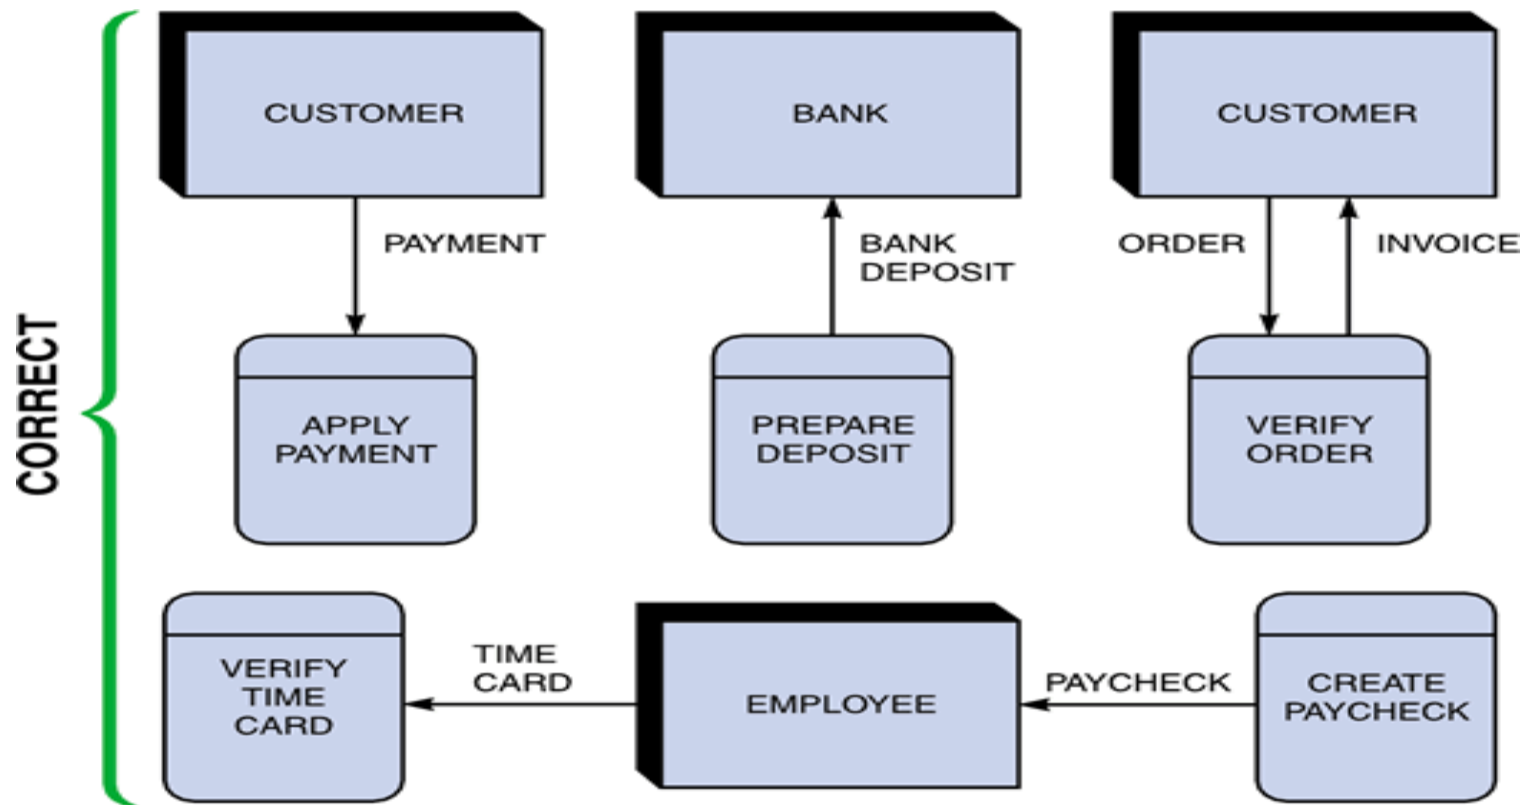 CORRECT
CUSTOMER
BANK
CUSTOMER
PAYMENT
BANK
DEPOSIT
ORDER
INVOICE
APPLY
PAYMENT
PREPARE
DEPOSIT
VERIFY
ORDER
VERIFY
TIME
CARD
TIME
CARD
EMPLOYEE
PAYCHECK
CREATE
PAYCHECK